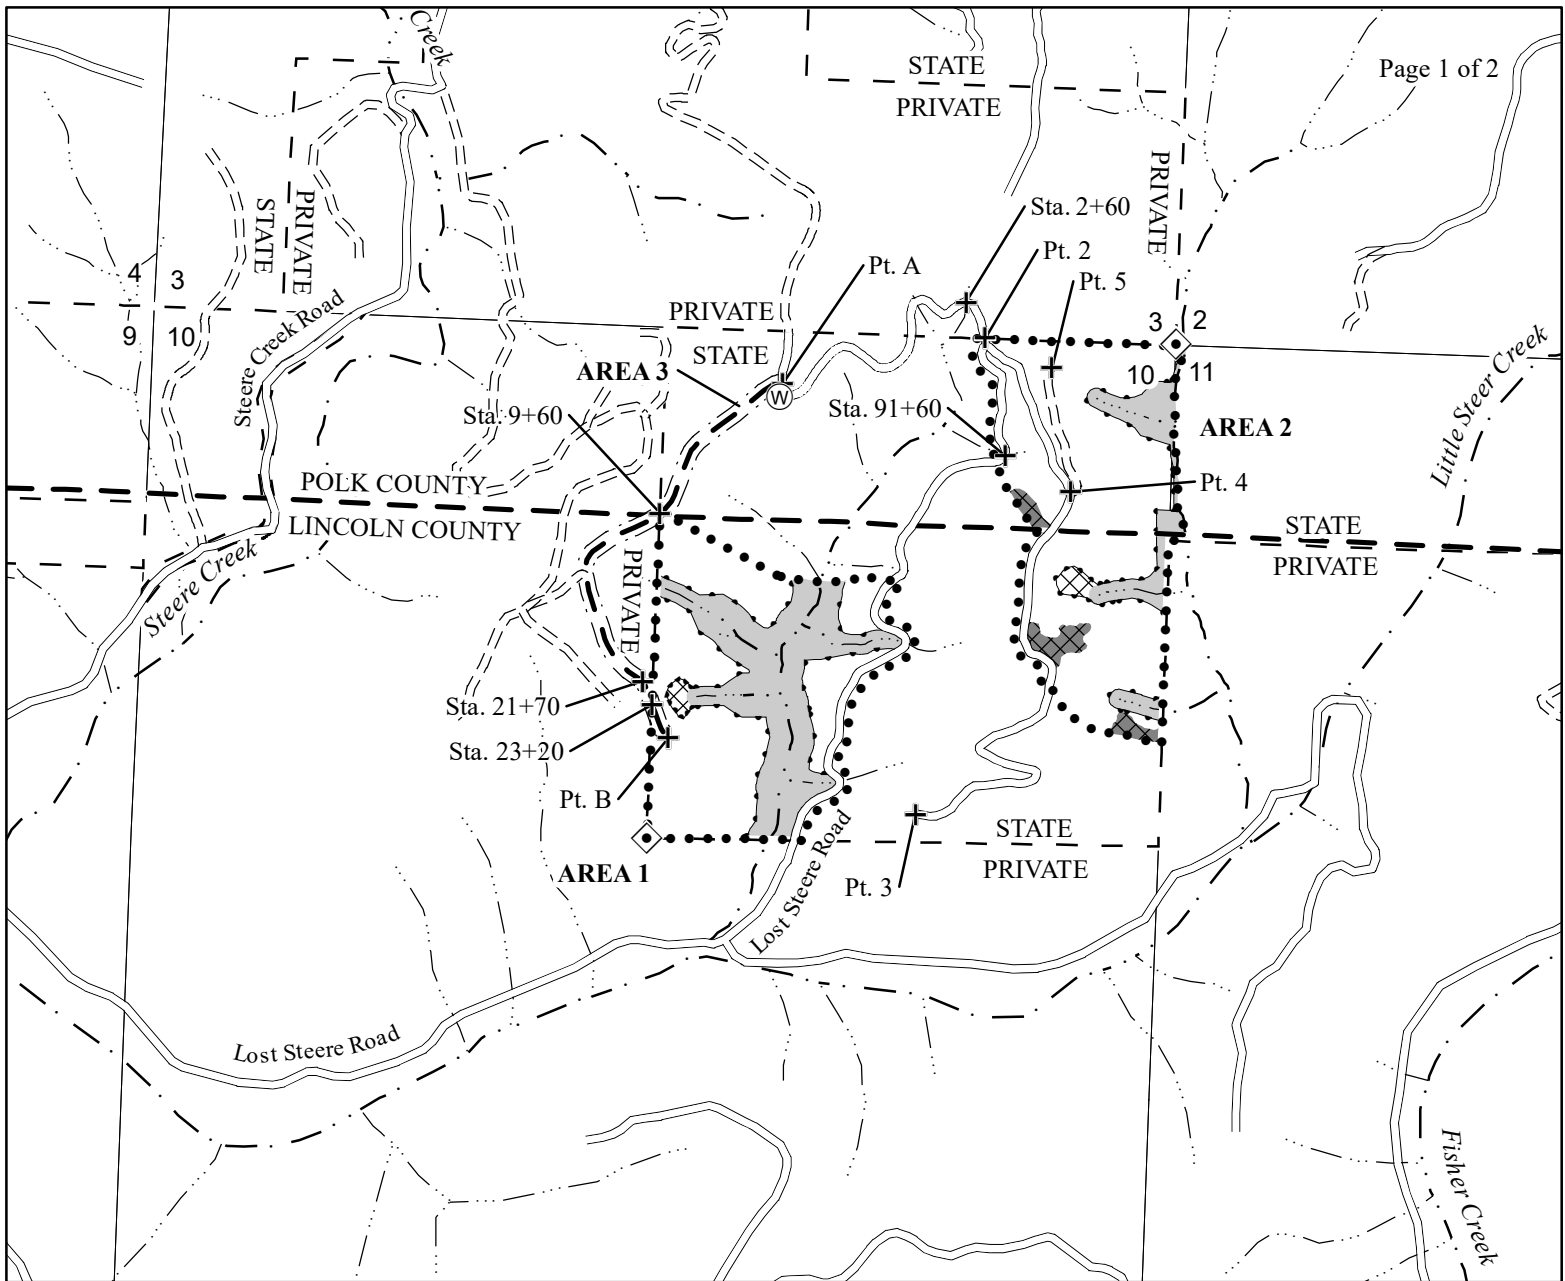 Creek
STATE
PRIVATE
Page 1 of 2
STATE
PRIVATE
PRIVATE
Sta. 2+60
Pt. 2
Pt. A
Pt. 5
4 3
9 10
PRIVATE
STATE
3 2
10 11
Steere Creek Road
AREA 3
Sta. 9+60
Sta. 91+60
AREA 2
Little Steer Creek
POLK COUNTY
LINCOLN COUNTY
Pt. 4
STATE
PRIVATE
Steere Creek
PRIVATE
Sta. 21+70
Sta. 23+20
Pt. B
STATE
PRIVATE
AREA 1
Pt. 3
Lost Steere Road
Lost Steere Road
Fisher Creek
W